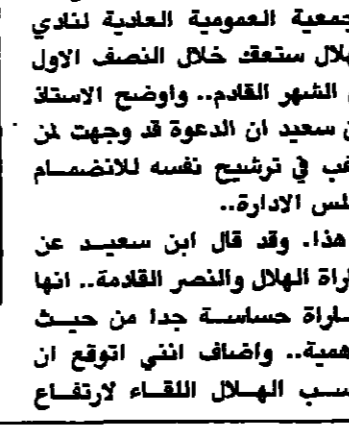 جمعية العمومية العادية لنادي
هلال ستعقد خلال النصف الاول
الشهر القادم.. واوضح الاستاذ
ن سعيد ان الدعوة قد وجهت لمن
غب في ترشيح نفسه للانضمام
لس الادارة..
هذا. وقد قال ابن سعيد عن
اراة الهلال والنصر القادمة.. انها
ـاراة حساسة جدا من حيث
همية.. واضاف انني اتوقع ان
سب الهلال اللقاء لارتفاع